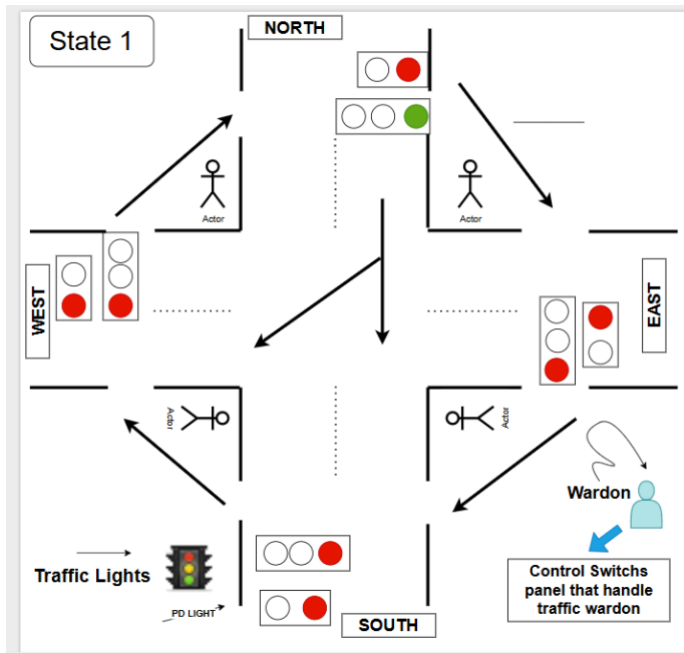 State 1
NORTH
Actor
Actor
WEST
EAST
Actor
Actor
Wardon
Traffic Lights
PD LIGHT
Control Switchs
panel that handle
traffic wardon
SOUTH